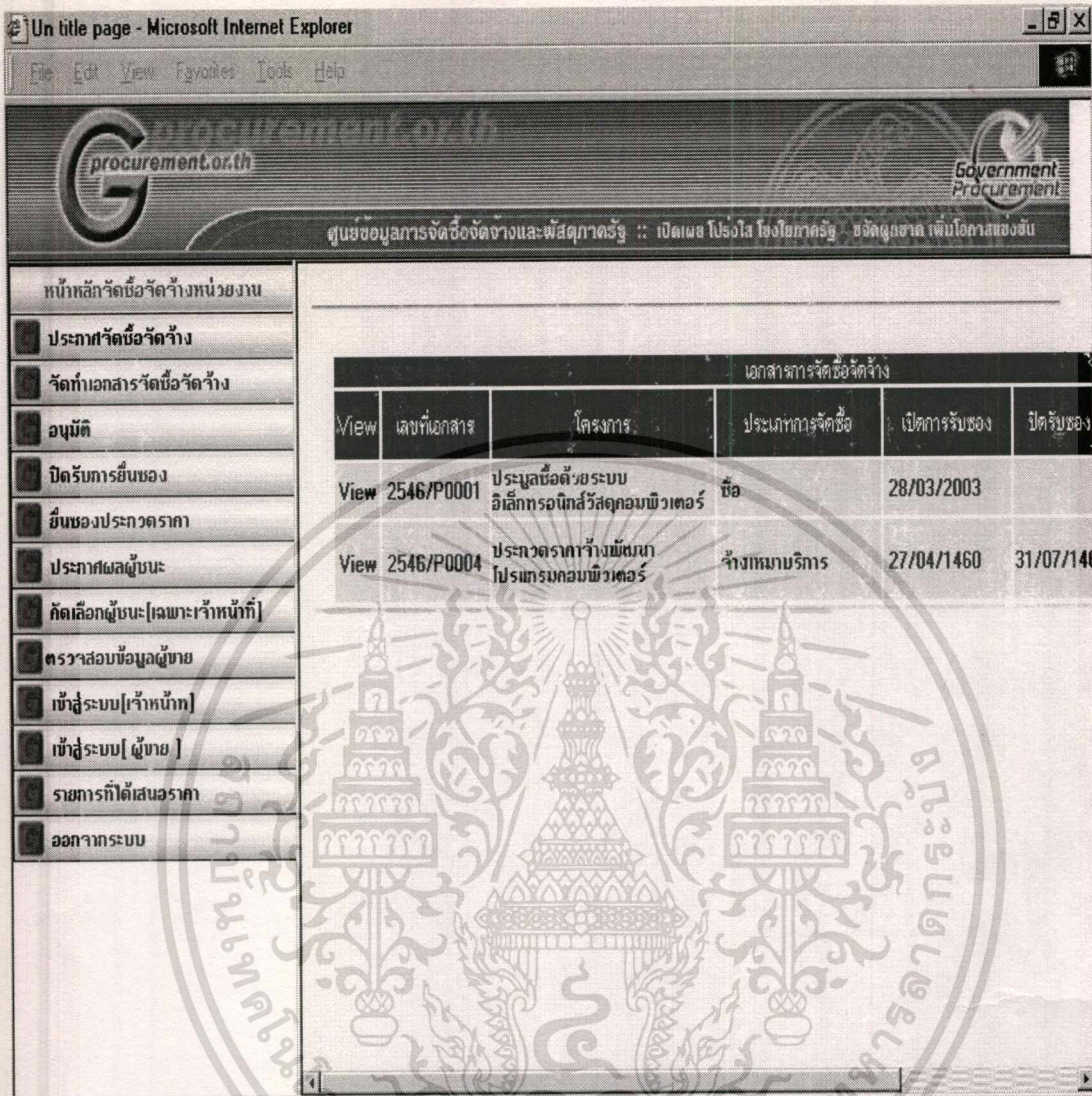 Un title page - Microsoft Internet Explorer
File Edit View Favorites Tools Help
procurement.or.th
procurement.or.th
Government
Procurement
ศูนย์ข้อมูลการจัดซื้อจัดจ้างและพัสดุภาครัฐ :: เปิดเผย โปร่งใส โยงใยภาครัฐ ขจัดผูกขาด เพิ่มโอกาสแข่งขัน
หน้าหลักจัดซื้อจัดจ้างหน่วยงาน
ประกาศจัดซื้อจัดจ้าง
จัดทำเอกสารจัดซื้อจัดจ้าง
อนุมัติ
ปิดรับการยื่นซอง
ยื่นซองประกวดราคา
ประกาศผลผู้ชนะ
คัดเลือกผู้ชนะ[เฉพาะเจ้าหน้าที่]
ตรวจสอบข้อมูลผู้ขาย
เข้าสู่ระบบ[เจ้าหน้าท]
เข้าสู่ระบบ[ ผู้ขาย ]
รายการที่ได้เสนอราคา
ออกจากระบบ
เอกสารการจัดซื้อจัดจ้าง
View เลขที่เอกสาร โครงการ ประเภทการจัดซื้อ เปิดการรับซอง ปิดรับซอง
View 2546/P0001 ประมูลซื้อด้วยระบบ
อิเล็กทรอนิกส์วัสดุคอมพิวเตอร์ ซื้อ 28/03/2003
View 2546/P0004 ประกวดราคาจ้างพัฒนา
โปรแกรมคอมพิวเตอร์ จ้างเหมาบริการ 27/04/1460 31/07/146